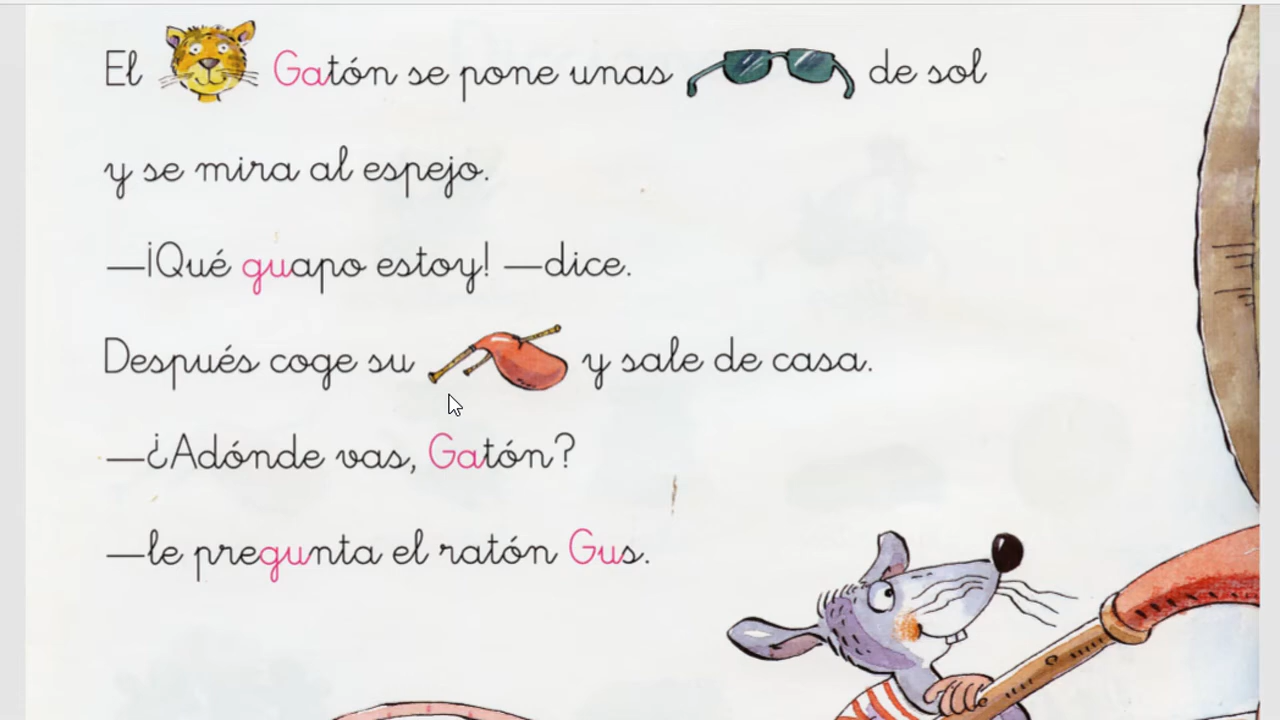 El Gatón se pone unas de sol
y se mira al espejo.
—¡Qué guapo estoy! —dice.
Después coge su y sale de casa.
—¿Adónde vas, Gatón?
—le pregunta el ratón Gus.